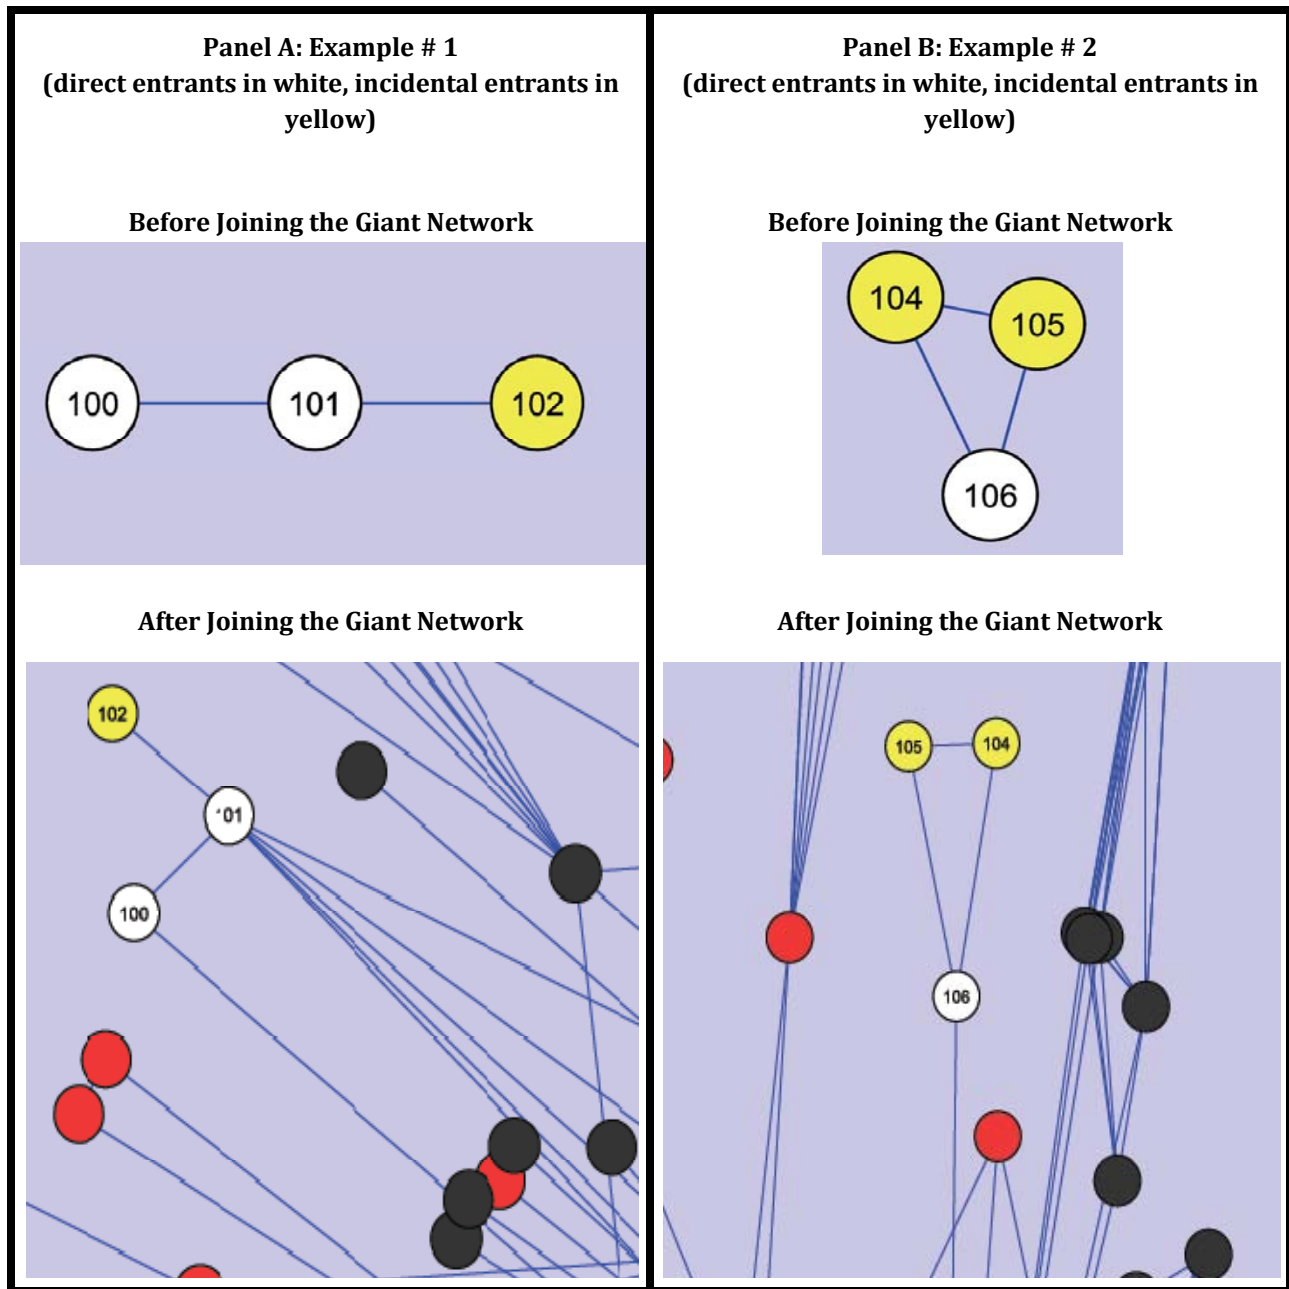 Panel A: Example # 1
(direct entrants in white, incidental entrants in
yellow)
Before Joining the Giant Network
100
101
102
After Joining the Giant Network
102
101
100
Panel B: Example # 2
(direct entrants in white, incidental entrants in
yellow)
Before Joining the Giant Network
104
105
106
After Joining the Giant Network
105
104
106